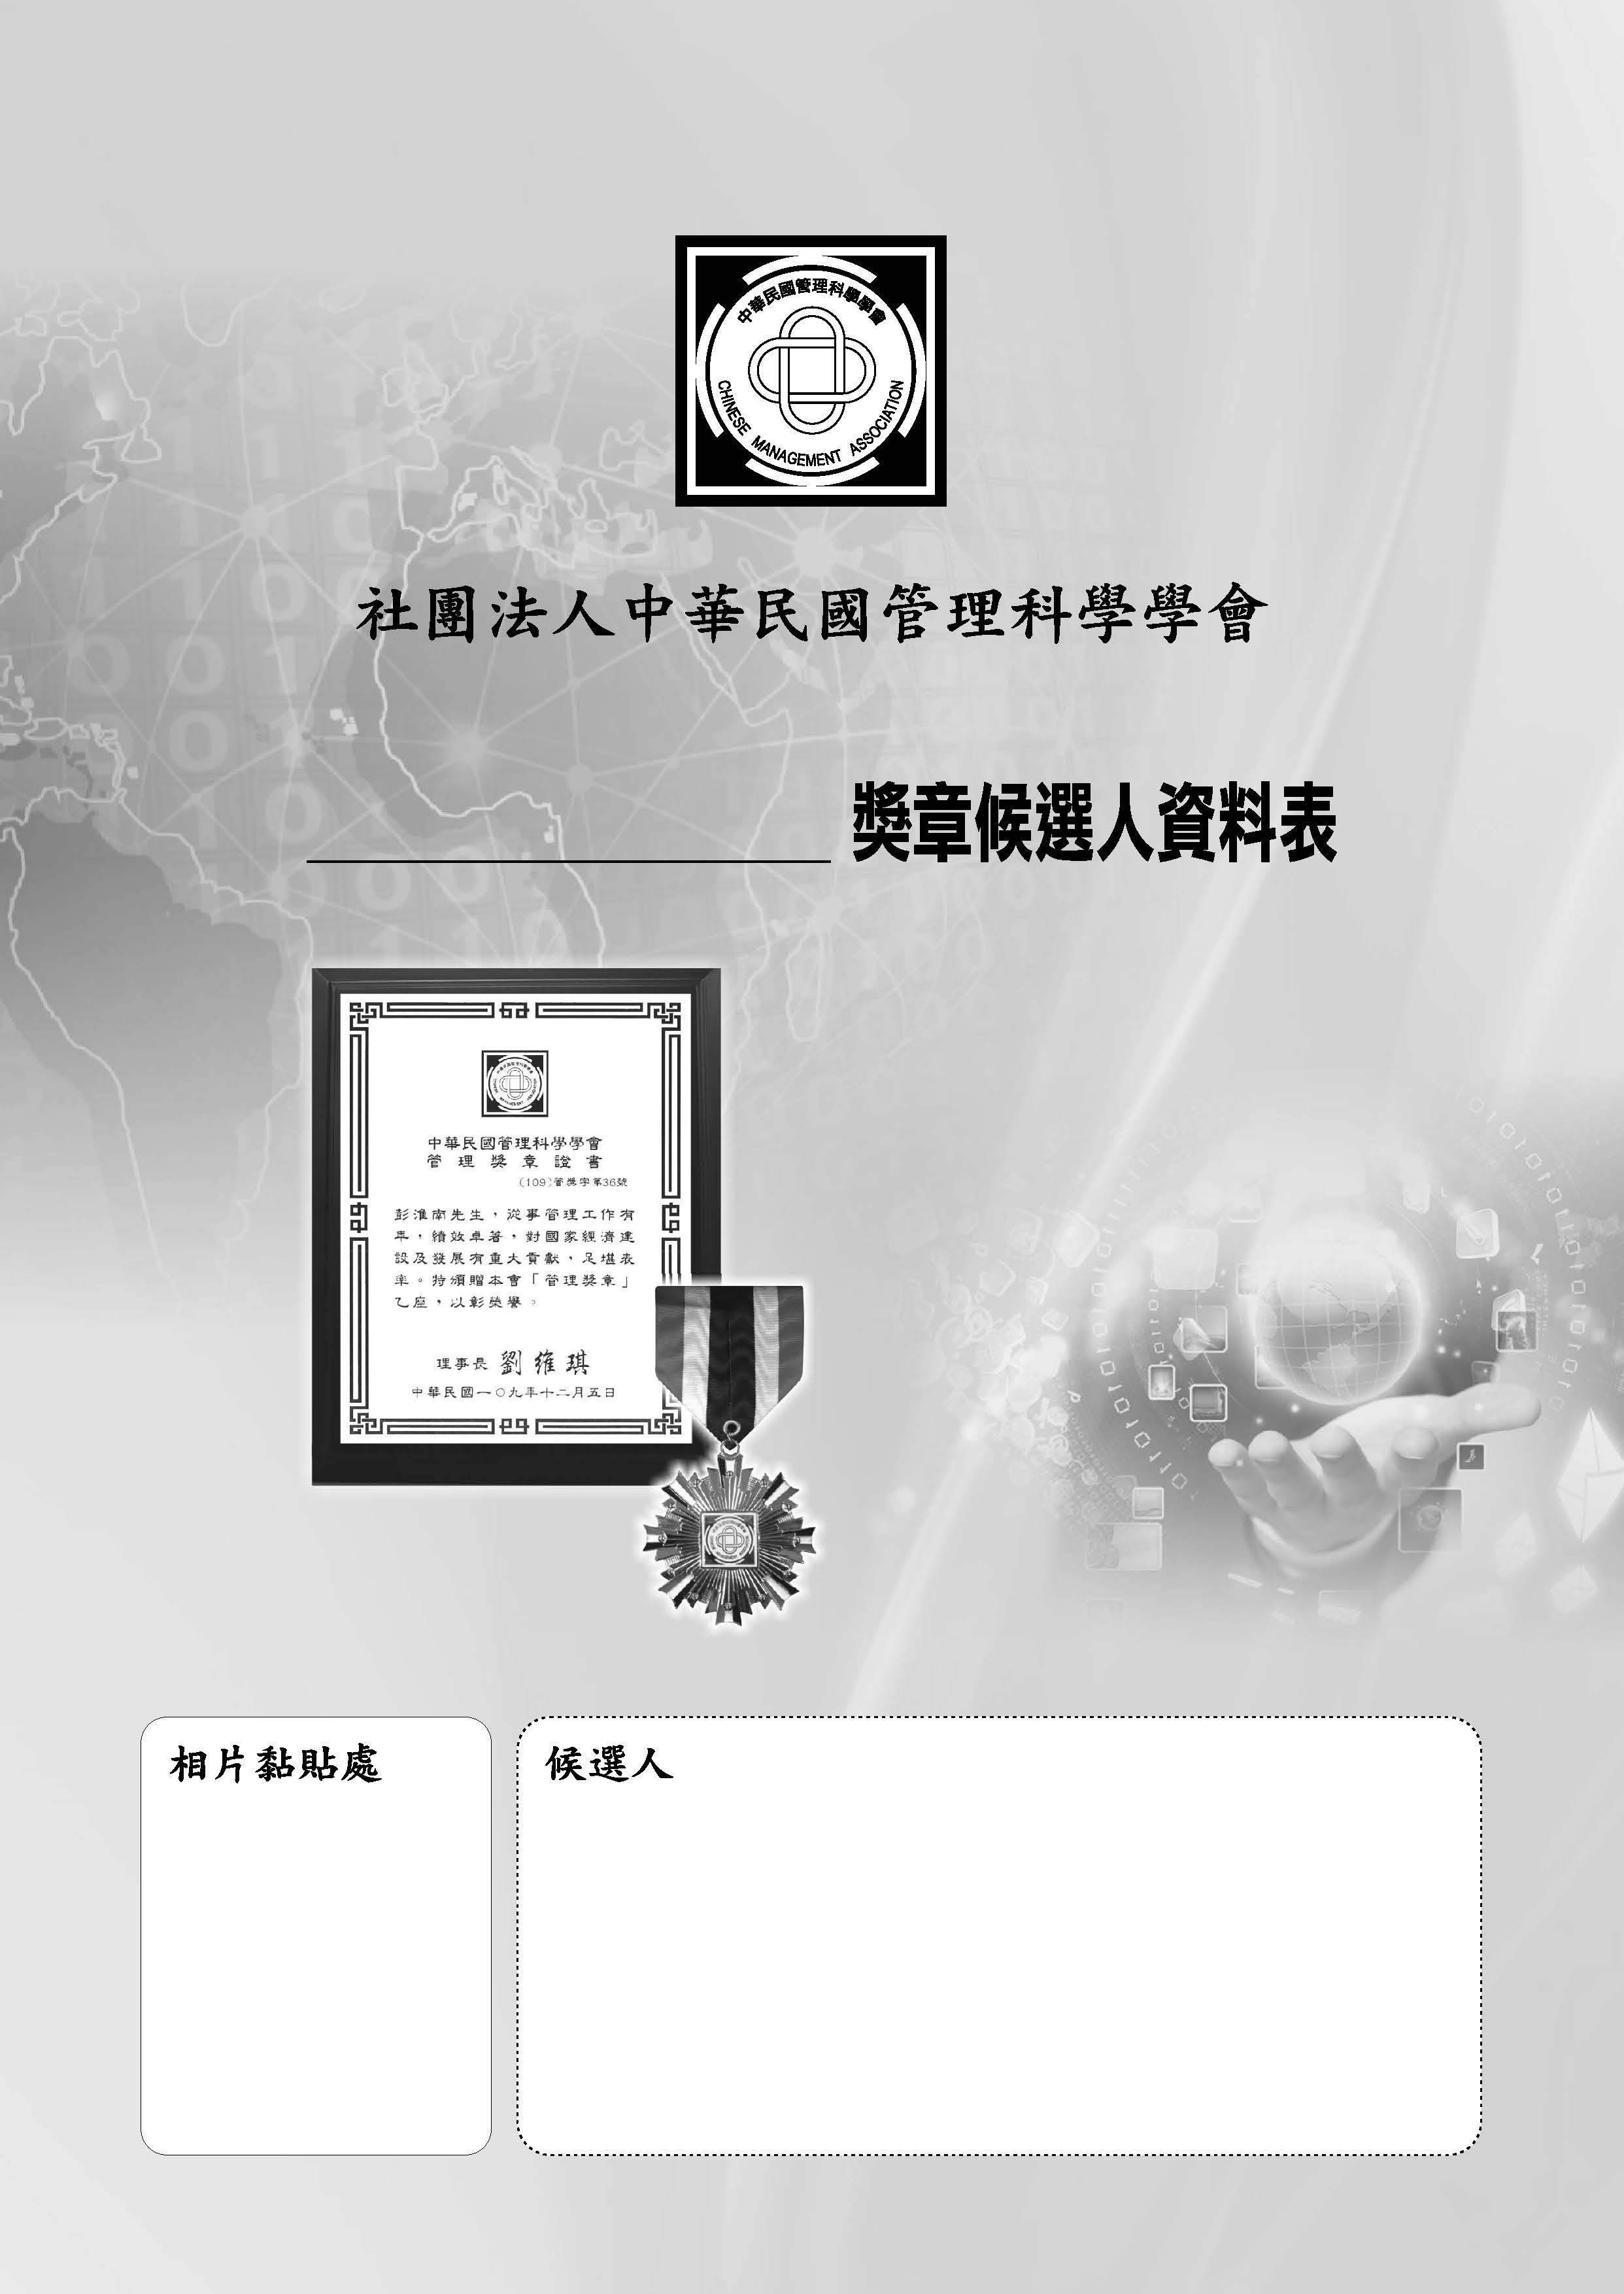 中華民國管理科學學會
CHINESE MANAGEMENT ASSOCIATION
社團法人中華民國管理科學學會
獎章候選人資料表
中華民國管理科學學會
管理獎章證書
(109)管獎字第36號
彭淮南先生，從事管理工作有
年，績效卓著，對國家經濟建
設及發展有重大貢獻，足堪表
率。特頒贈本會「管理獎章」
乙座，以彰榮譽。
理事長 劉維琪
中華民國一〇九年十二月五日
相片黏貼處
候選人